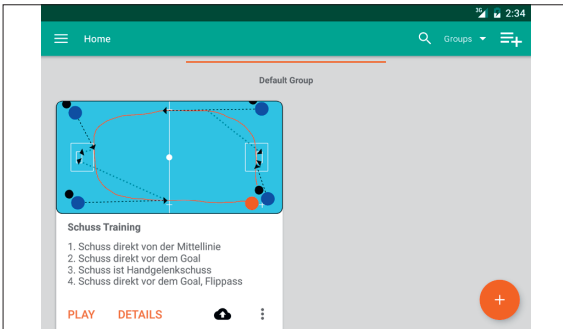 3G 2:34
Home Groups
Default Group
Schuss Training
1. Schuss direkt von der Mittellinie
2. Schuss direkt vor dem Goal
3. Schuss ist Handgelenkschuss
4. Schuss direkt vor dem Goal, Flippass
PLAY DETAILS